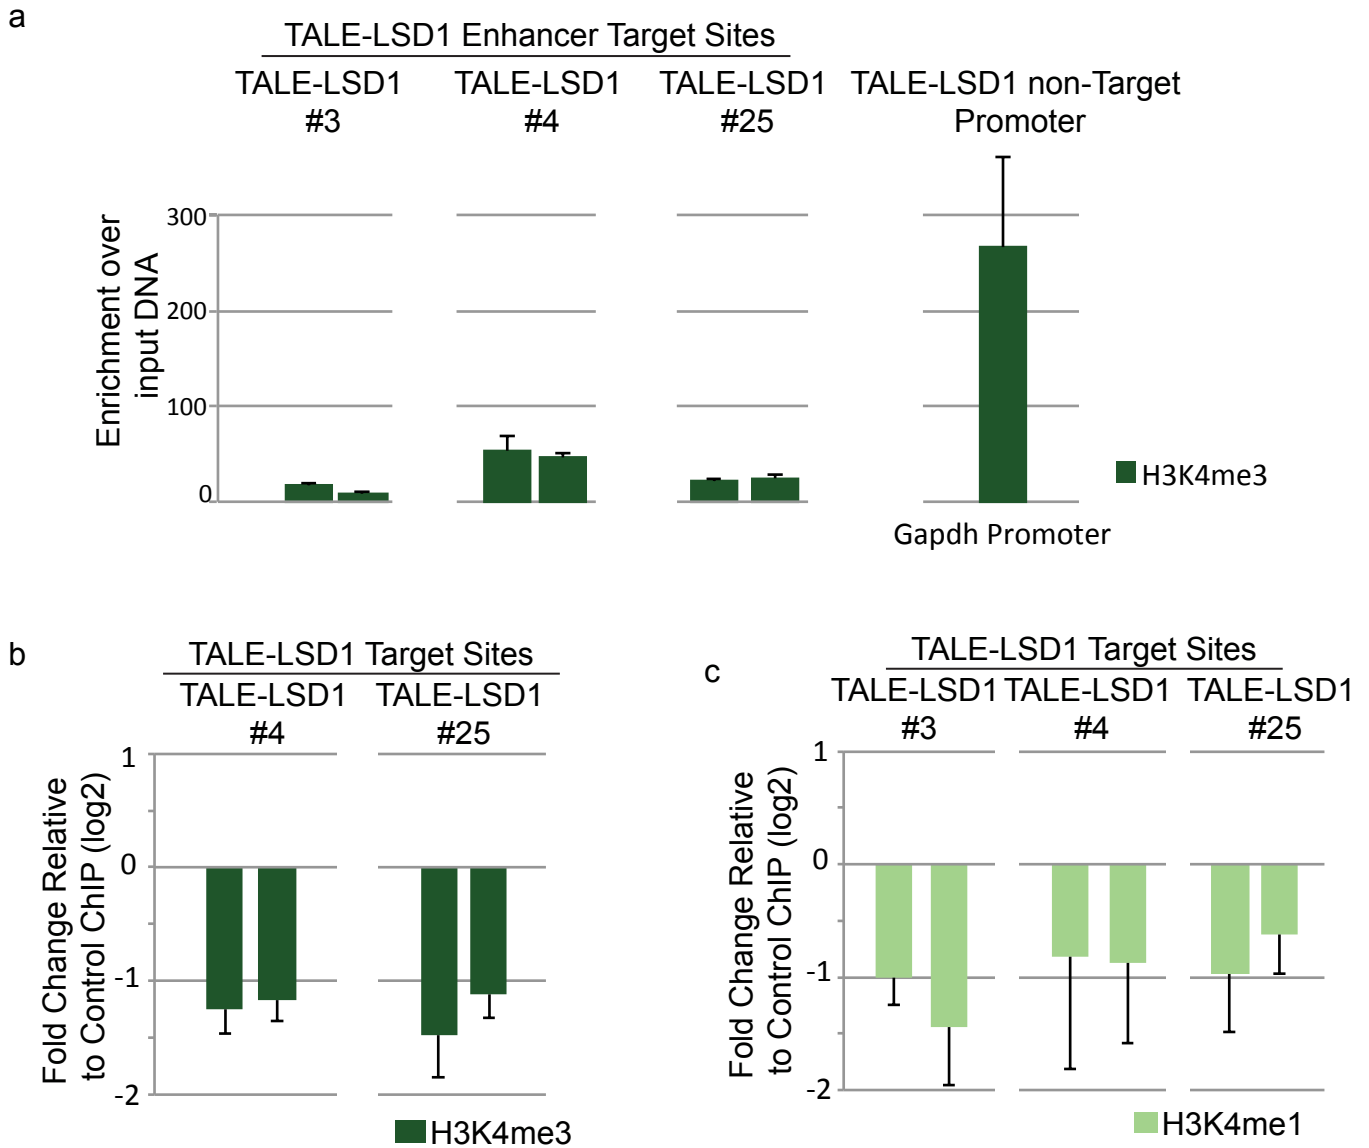 a
TALE-LSD1 Enhancer Target Sites
TALE-LSD1 TALE-LSD1 TALE-LSD1 TALE-LSD1 non-Target
#3 #4 #25 Promoter
Enrichment over
input DNA
300
200
100
0
H3K4me3
Gapdh Promoter
b
TALE-LSD1 Target Sites
TALE-LSD1 TALE-LSD1
#4 #25
Fold Change Relative
to Control ChIP (log2)
1
0
-1
-2
H3K4me3
c
TALE-LSD1 Target Sites
TALE-LSD1 TALE-LSD1 TALE-LSD1
#3 #4 #25
Fold Change Relative
to Control ChIP (log2)
1
0
-1
-2
H3K4me1